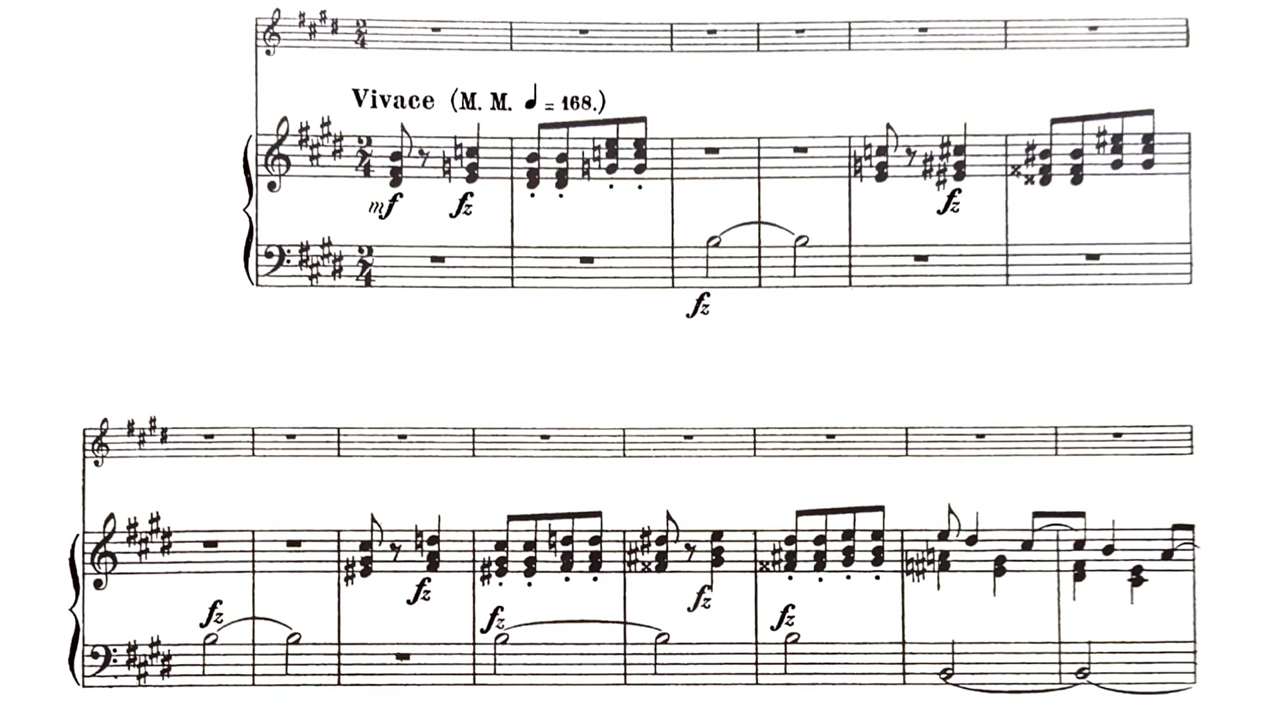 Vivace (M. M. ♩ = 168.)
mf fz fz
fz
fz fz
fz fz fz